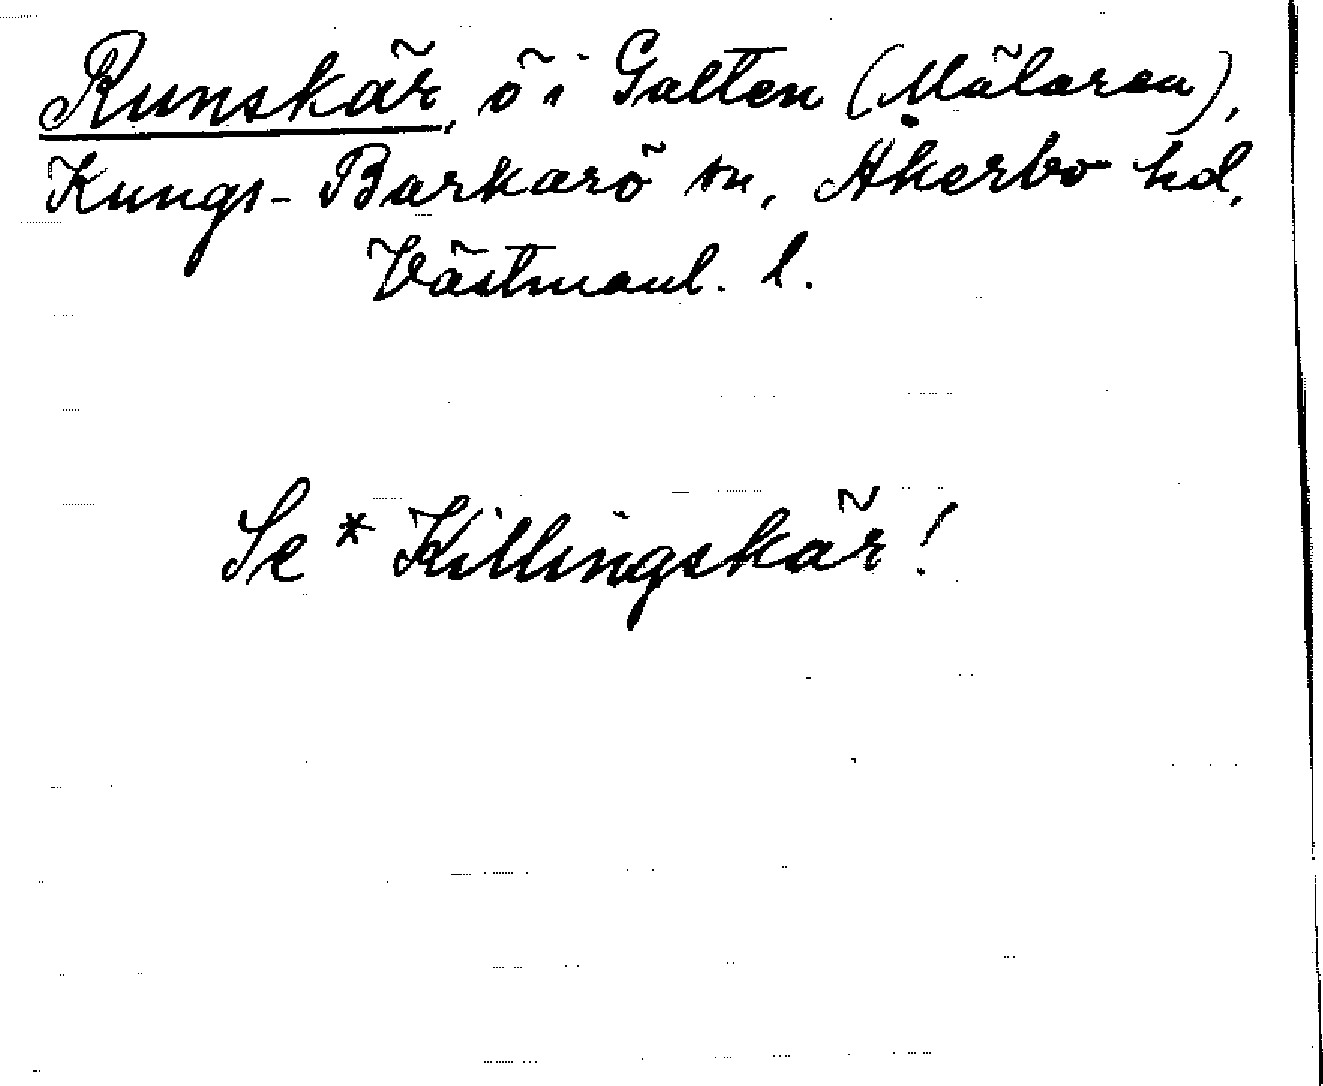 Runskär, ö i Galten (Mälaren),
Kungs-Barkarö sn, Åkerbo hd,
Västmanl. l.
Se * Killingskär!